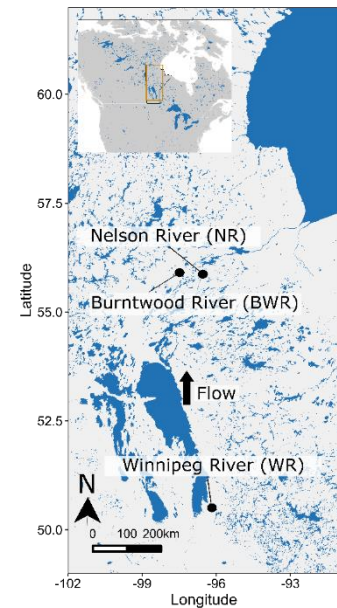 60.0
57.5
Nelson River (NR)
Burntwood River (BWR)
55.0
Latitude
Flow
52.5
Winnipeg River (WR)
N
50.0
0 100 200km
-102 -99 -96 -93
Longitude